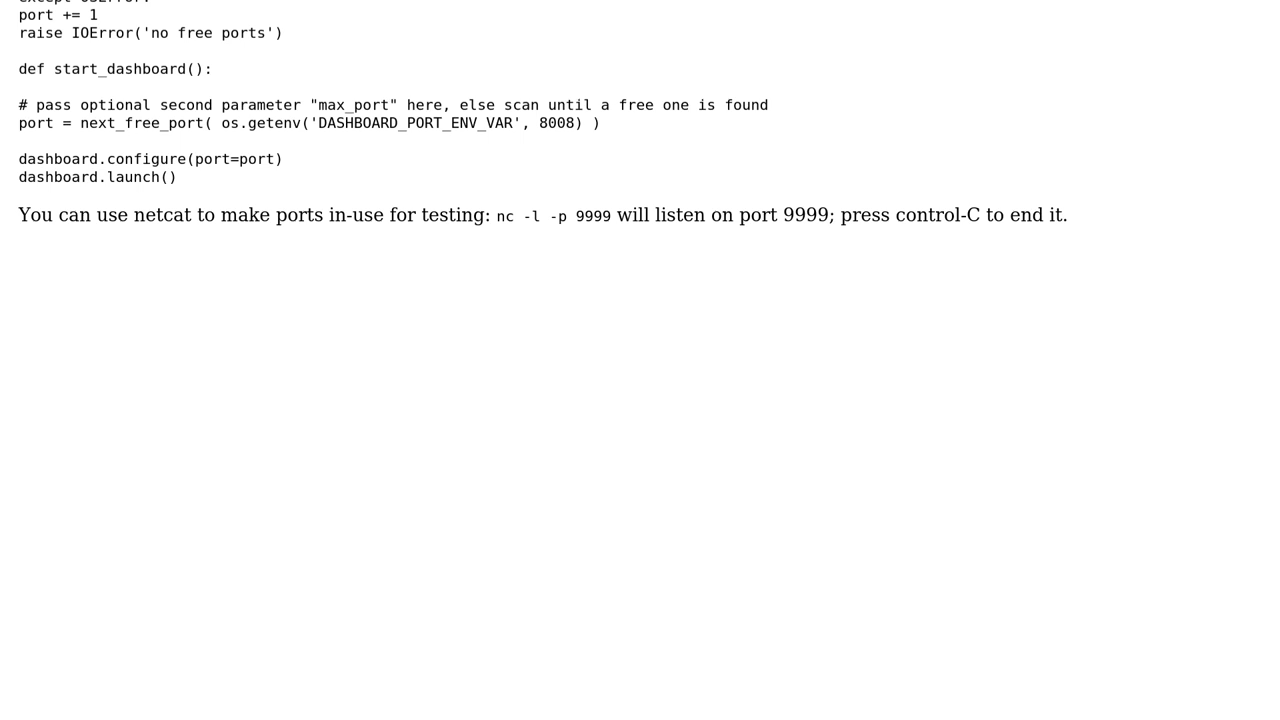 port += 1
raise IOError('no free ports')
def start_dashboard():
# pass optional second parameter "max_port" here, else scan until a free one is found
port = next_free_port( os.getenv('DASHBOARD_PORT_ENV_VAR', 8008) )
dashboard.configure(port=port)
dashboard.launch()
You can use netcat to make ports in-use for testing: nc -l -p 9999 will listen on port 9999; press control-C to end it.